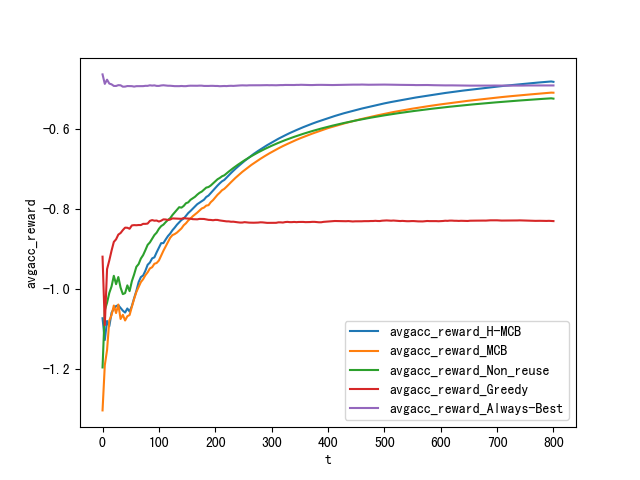 avgacc_reward
−0.6
−0.8
−1.0
−1.2
0 100 200 300 400 500 600 700 800
t
avgacc_reward_H-MCB
avgacc_reward_MCB
avgacc_reward_Non_reuse
avgacc_reward_Greedy
avgacc_reward_Always-Best